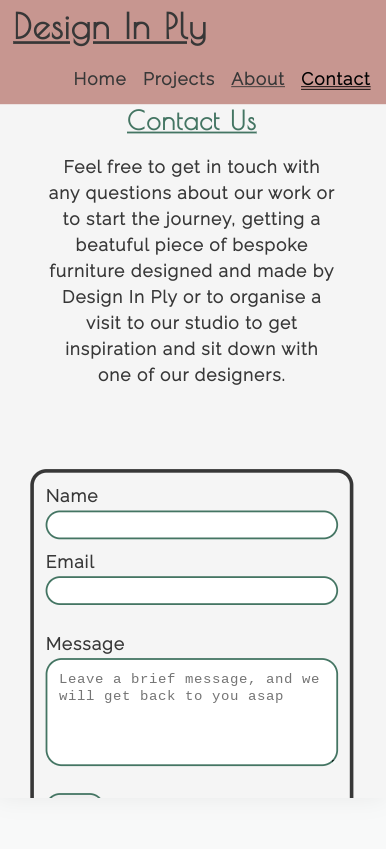 Design In Ply
Home Projects About Contact
Contact Us
Feel free to get in touch with
any questions about our work or
to start the journey, getting a
beatuful piece of bespoke
furniture designed and made by
Design In Ply or to organise a
visit to our studio to get
inspiration and sit down with
one of our designers.
Name
Email
Message
Leave a brief message, and we
will get back to you asap